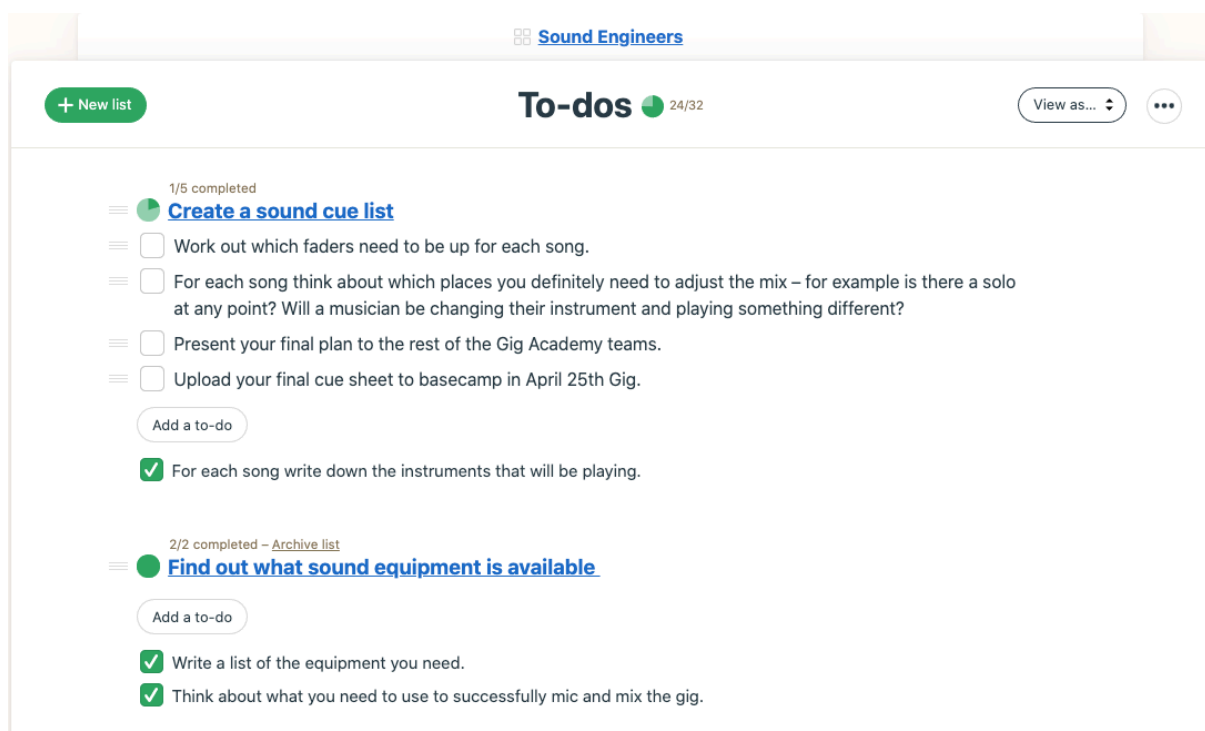 Sound Engineers
+ New list
To-dos 24/32
View as...
1/5 completed
Create a sound cue list
Work out which faders need to be up for each song.
For each song think about which places you definitely need to adjust the mix – for example is there a solo
at any point? Will a musician be changing their instrument and playing something different?
Present your final plan to the rest of the Gig Academy teams.
Upload your final cue sheet to basecamp in April 25th Gig.
Add a to-do
For each song write down the instruments that will be playing.
2/2 completed – Archive list
Find out what sound equipment is available
Add a to-do
Write a list of the equipment you need.
Think about what you need to use to successfully mic and mix the gig.